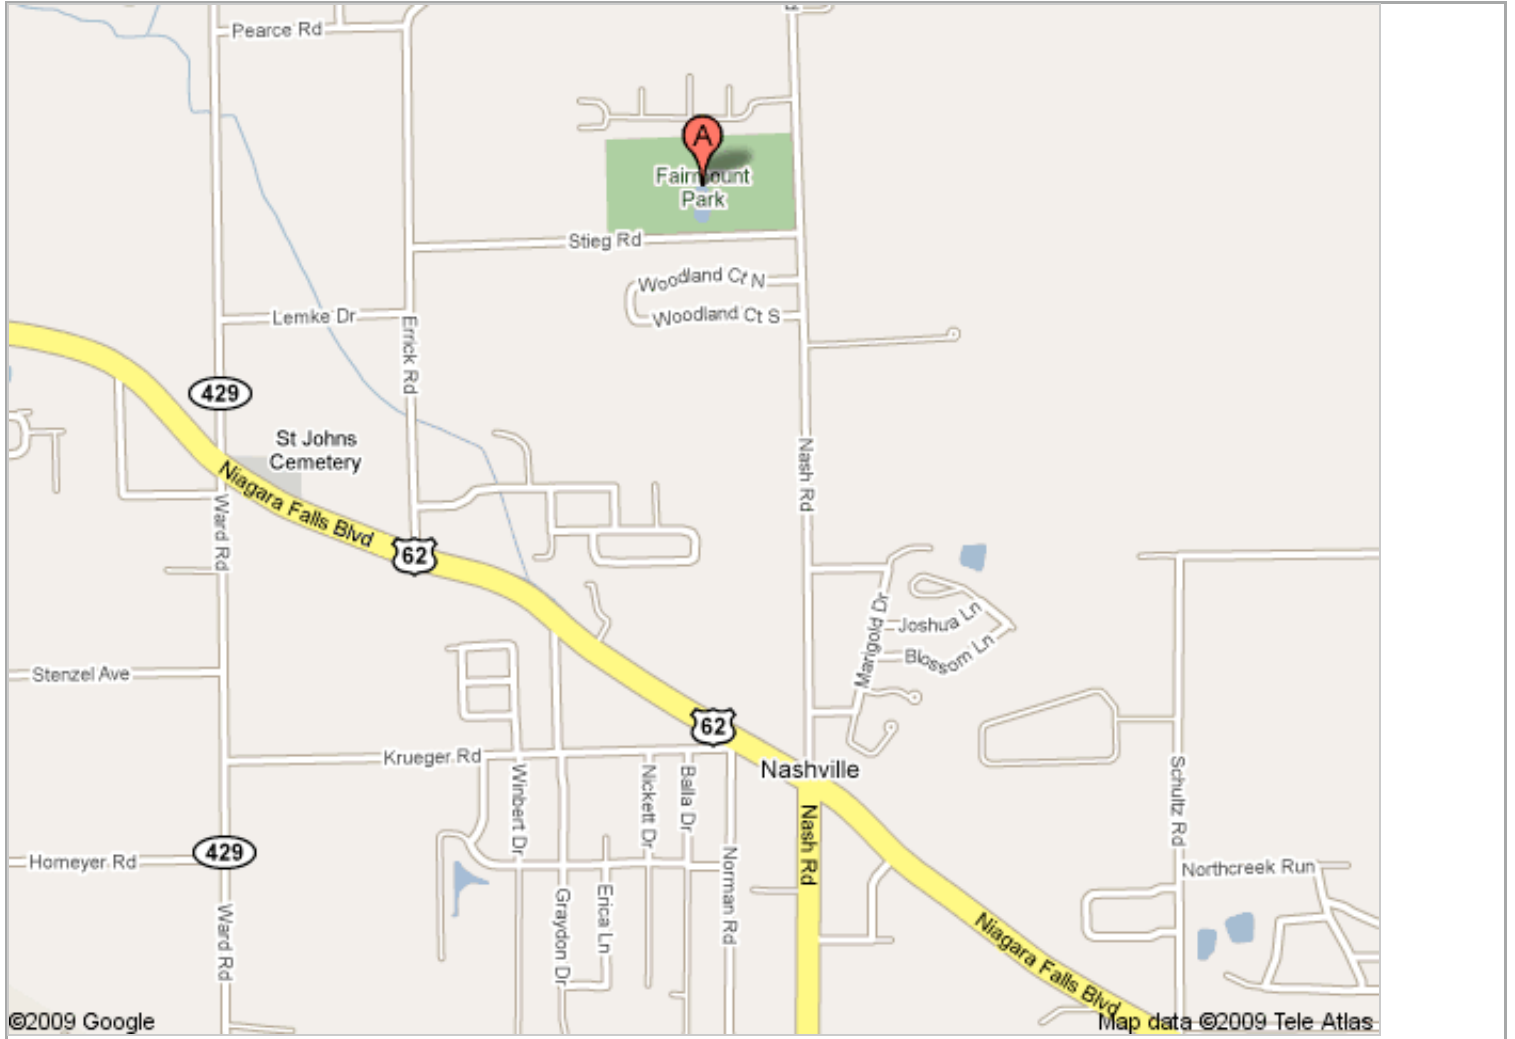 Pearce Rd
A
Fairmount
Park
Stieg Rd
Woodland Ct N
Woodland Ct S
Lemke Dr
Errick Rd
429
St Johns
Cemetery
Niagara Falls Blvd
Nash Rd
Ward Rd
62
Marigold Dr
Joshua Ln
Blossom Ln
Stenzel Ave
62
Krueger Rd
Nashville
Winbert Dr
Nickett Dr
Balla Dr
Nash Rd
Schultz Rd
Homeyer Rd
429
Northcreek Run
Norman Rd
Graydon Dr
Erica Ln
Ward Rd
Niagara Falls Blvd
©2009 Google
Map data ©2009 Tele Atlas